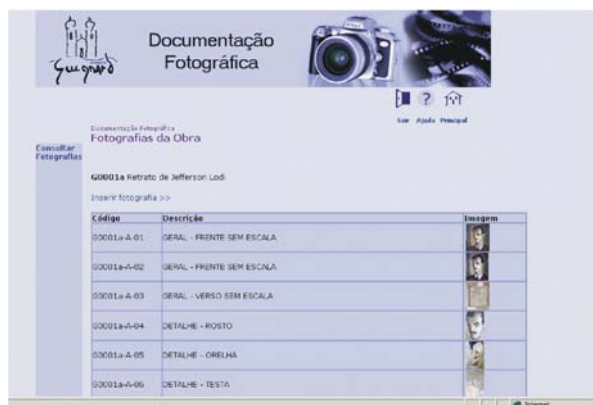 Guignard
Documentação
Fotográfica
?
Sair Ajuda Principal
Documentação Fotográfica
Fotografias da Obra
Consultar
Fotografias
G0001a Retrato de Jefferson Lodi
Inserir fotografia >>
Código Descrição Imagem
G0001a-A-01 GERAL - FRENTE SEM ESCALA
G0001a-A-02 GERAL - FRENTE SEM ESCALA
G0001a-A-03 GERAL - VERSO SEM ESCALA
G0001a-A-04 DETALHE - ROSTO
G0001a-A-05 DETALHE - ORELHA
G0001a-A-06 DETALHE - TESTA
Internet